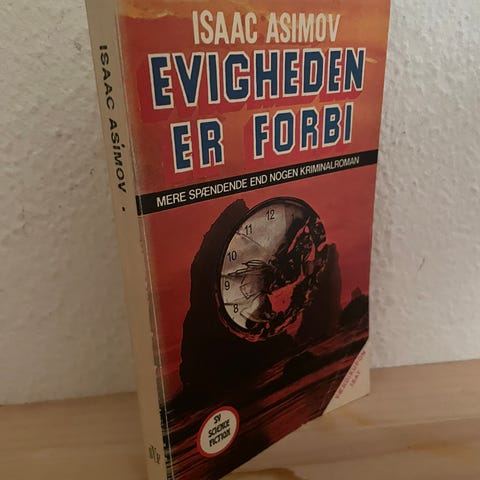 ISAAC ASIMOV
EVIGHEDEN
ER FORBI
MERE SPÆNDENDE END NOGEN KRIMINALROMAN
12
11
10
9
8
SV
SCIENCE
FICTION
ISAAC ASIMOV •